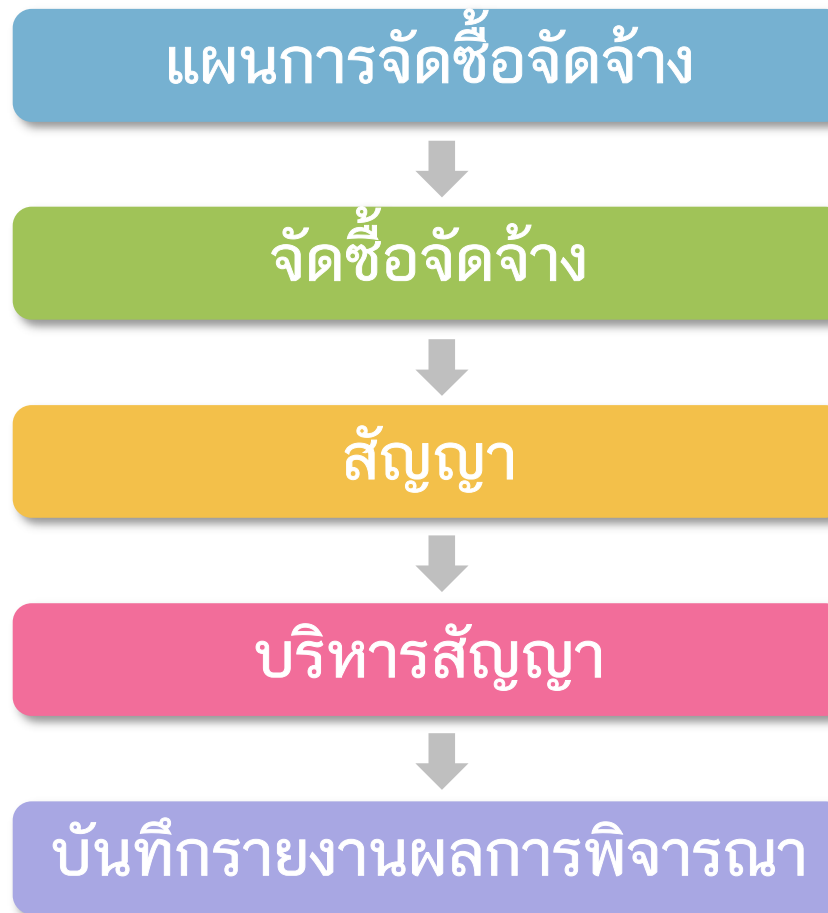 แผนการจัดซื้อจัดจ้าง
จัดซื้อจัดจ้าง
สัญญา
บริหารสัญญา
บันทึกรายงานผลการพิจารณา